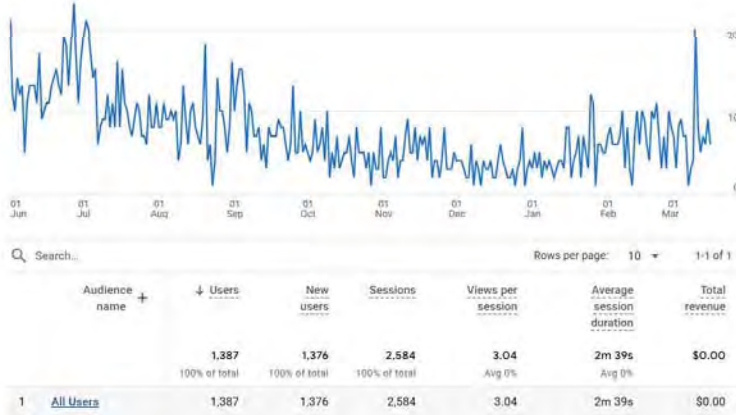 20
10
0
01 01 01 01 01 01 01 01 01 01
Jun Jul Aug Sep Oct Nov Dec Jan Feb Mar
Search... Rows per page: 10 1-1 of 1
Audience name + ↓ Users New users Sessions Views per session Average session duration Total revenue
1,387 1,376 2,584 3.04 2m 39s $0.00
100% of total 100% of total 100% of total Avg 0% Avg 0%
1 All Users 1,387 1,376 2,584 3.04 2m 39s $0.00